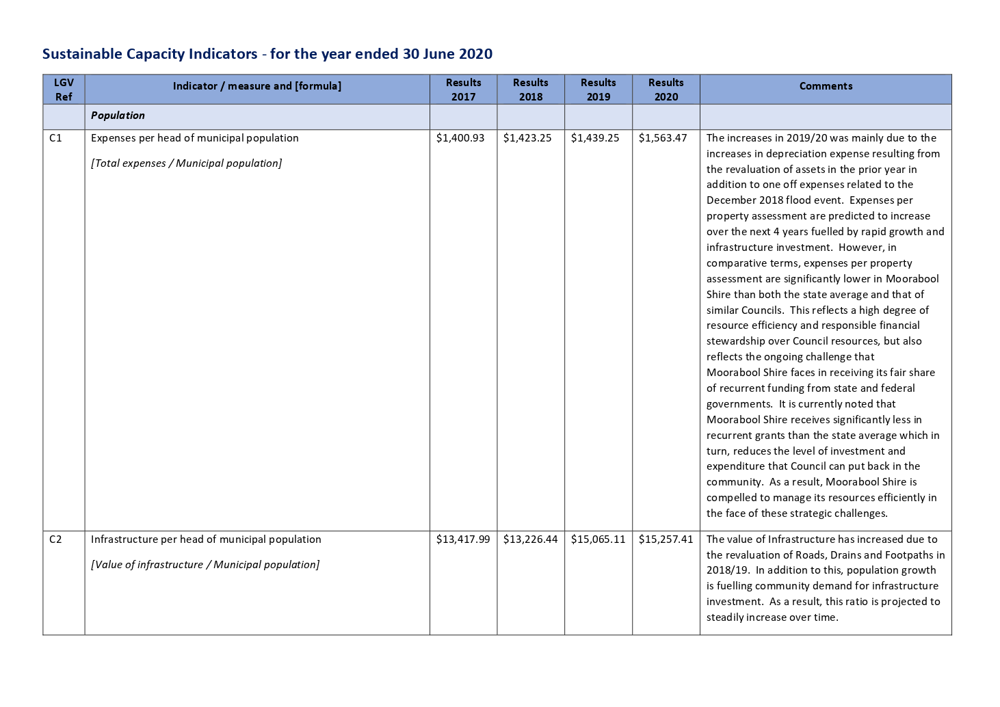 Sustainable Capacity Indicators - for the year ended 30 June 2020
LGV Ref
Indicator / measure and [formula]
Results 2017
Results 2018
Results 2019
Results 2020
Comments
Population
C1
Expenses per head of municipal population
[Total expenses / Municipal population]
$1,400.93
$1,423.25
$1,439.25
$1,563.47
The increases in 2019/20 was mainly due to the
increases in depreciation expense resulting from
the revaluation of assets in the prior year in
addition to one off expenses related to the
December 2018 flood event.  Expenses per
property assessment are predicted to increase
over the next 4 years fuelled by rapid growth and
infrastructure investment.  However, in
comparative terms, expenses per property
assessment are significantly lower in Moorabool
Shire than both the state average and that of
similar Councils.  This reflects a high degree of
resource efficiency and responsible financial
stewardship over Council resources, but also
reflects the ongoing challenge that
Moorabool Shire faces in receiving its fair share
of recurrent funding from state and federal
governments.  It is currently noted that
Moorabool Shire receives significantly less in
recurrent grants than the state average which in
turn, reduces the level of investment and
expenditure that Council can put back in the
community.  As a result, Moorabool Shire is
compelled to manage its resources efficiently in
the face of these strategic challenges.
C2
Infrastructure per head of municipal population
[Value of infrastructure / Municipal population]
$13,417.99
$13,226.44
$15,065.11
$15,257.41
The value of Infrastructure has increased due to
the revaluation of Roads, Drains and Footpaths in
2018/19.  In addition to this, population growth
is fuelling community demand for infrastructure
investment.  As a result, this ratio is projected to
steadily increase over time.